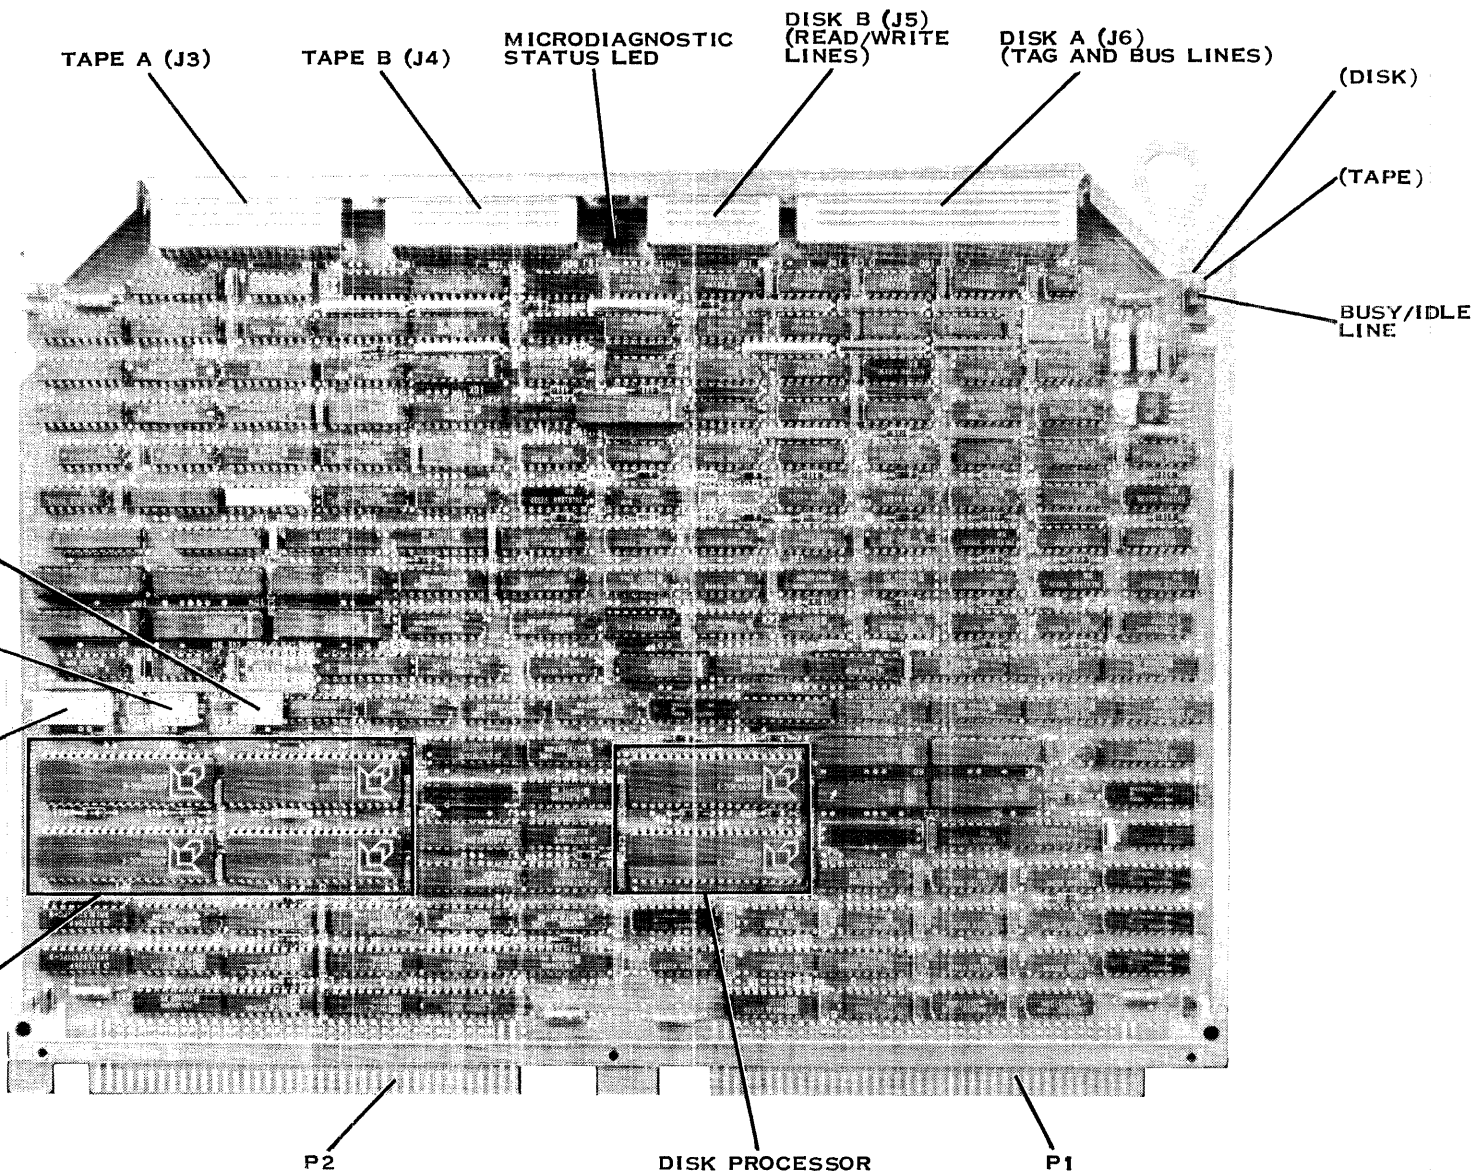 TAPE A (J3)
TAPE B (J4)
MICRODIAGNOSTIC
STATUS LED
DISK B (J5)
(READ/WRITE
LINES)
DISK A (J6)
(TAG AND BUS LINES)
(DISK)
(TAPE)
BUSY/IDLE
LINE
P2
DISK PROCESSOR
P1